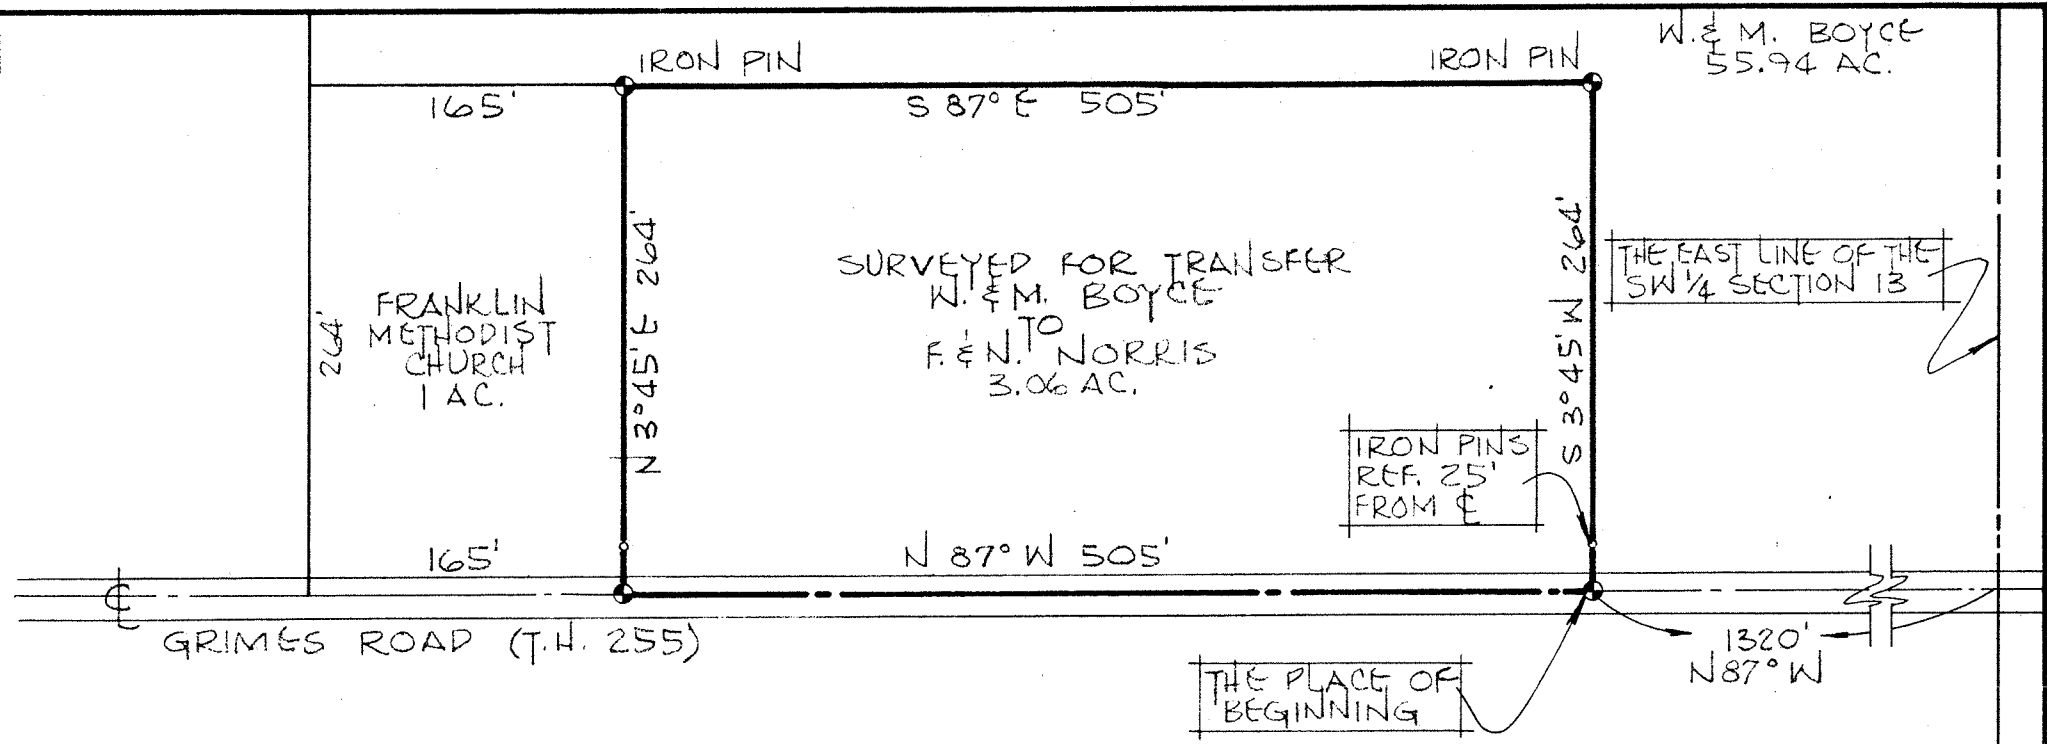 W. & M. BOYCE
55.94 AC.
IRON PIN
IRON PIN
165'
S 87° E 505'
N 3° 45' E 264'
S 3° 45' W 264'
264'
FRANKLIN
METHODIST
CHURCH
1 AC.
SURVEYED FOR TRANSFER
W. & M. BOYCE
TO
F. & N. NORRIS
3.06 AC.
THE EAST LINE OF THE
SW 1/4 SECTION 13
IRON PINS
REF. 25'
FROM ℄
165'
N 87° W 505'
℄
GRIMES ROAD (T.H. 255)
1320'
N 87° W
THE PLACE OF
BEGINNING